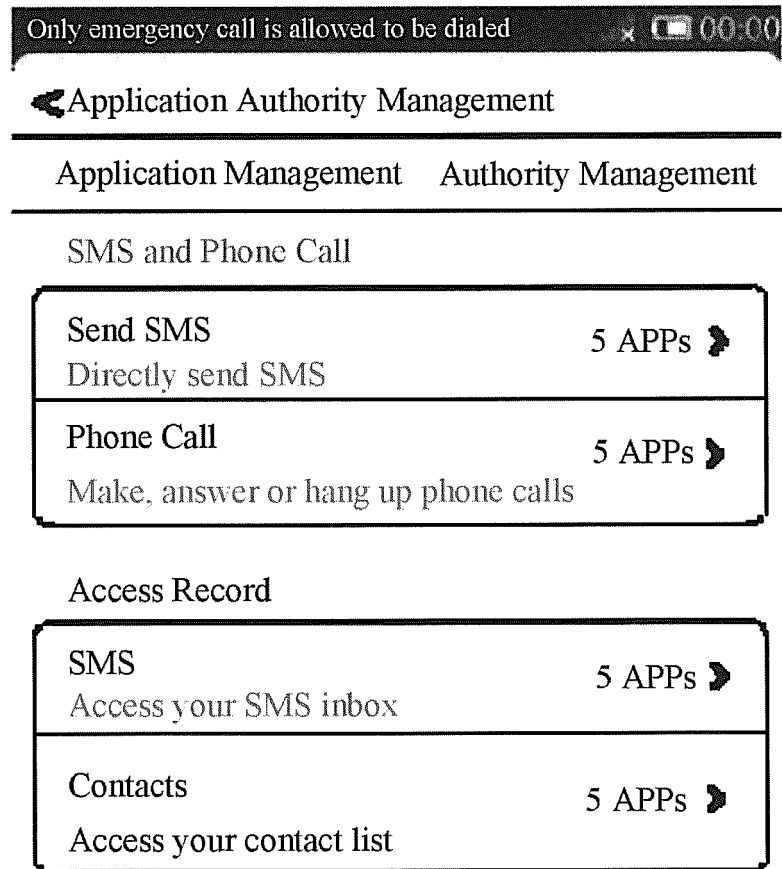 Only emergency call is allowed to be dialed 00:00
Application Authority Management
Application Management Authority Management
SMS and Phone Call
Send SMS 5 APPs
Directly send SMS
Phone Call 5 APPs
Make, answer or hang up phone calls
Access Record
SMS 5 APPs
Access your SMS inbox
Contacts 5 APPs
Access your contact list